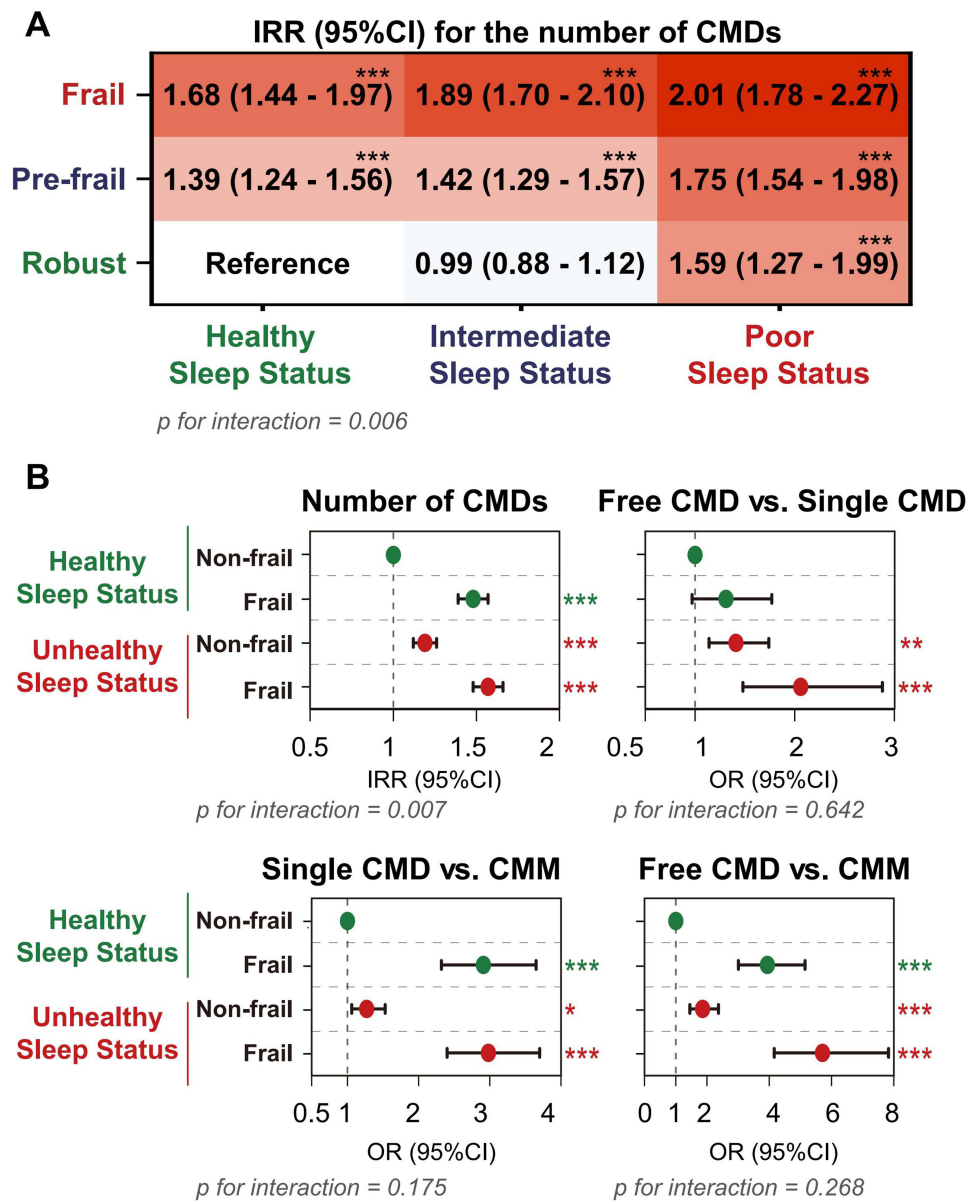 A
IRR (95%CI) for the number of CMDs
Frail
1.68 (1.44 - 1.97) ***
1.89 (1.70 - 2.10) ***
2.01 (1.78 - 2.27) ***
Pre-frail
1.39 (1.24 - 1.56) ***
1.42 (1.29 - 1.57) ***
1.75 (1.54 - 1.98) ***
Robust
Reference
0.99 (0.88 - 1.12)
1.59 (1.27 - 1.99) ***
Healthy
Sleep Status
Intermediate
Sleep Status
Poor
Sleep Status
p for interaction = 0.006
B
Number of CMDs
Healthy
Sleep Status
Unhealthy
Sleep Status
Non-frail
Frail
***
Non-frail
***
Frail
***
0.5 1 1.5 2
IRR (95%CI)
p for interaction = 0.007
Free CMD vs. Single CMD
**
***
0.5 1 2 3
OR (95%CI)
p for interaction = 0.642
Single CMD vs. CMM
Healthy
Sleep Status
Unhealthy
Sleep Status
Non-frail
Frail
***
Non-frail
*
Frail
***
0.5 1 2 3 4
OR (95%CI)
p for interaction = 0.175
Free CMD vs. CMM
***
***
***
0 1 2 4 6 8
OR (95%CI)
p for interaction = 0.268